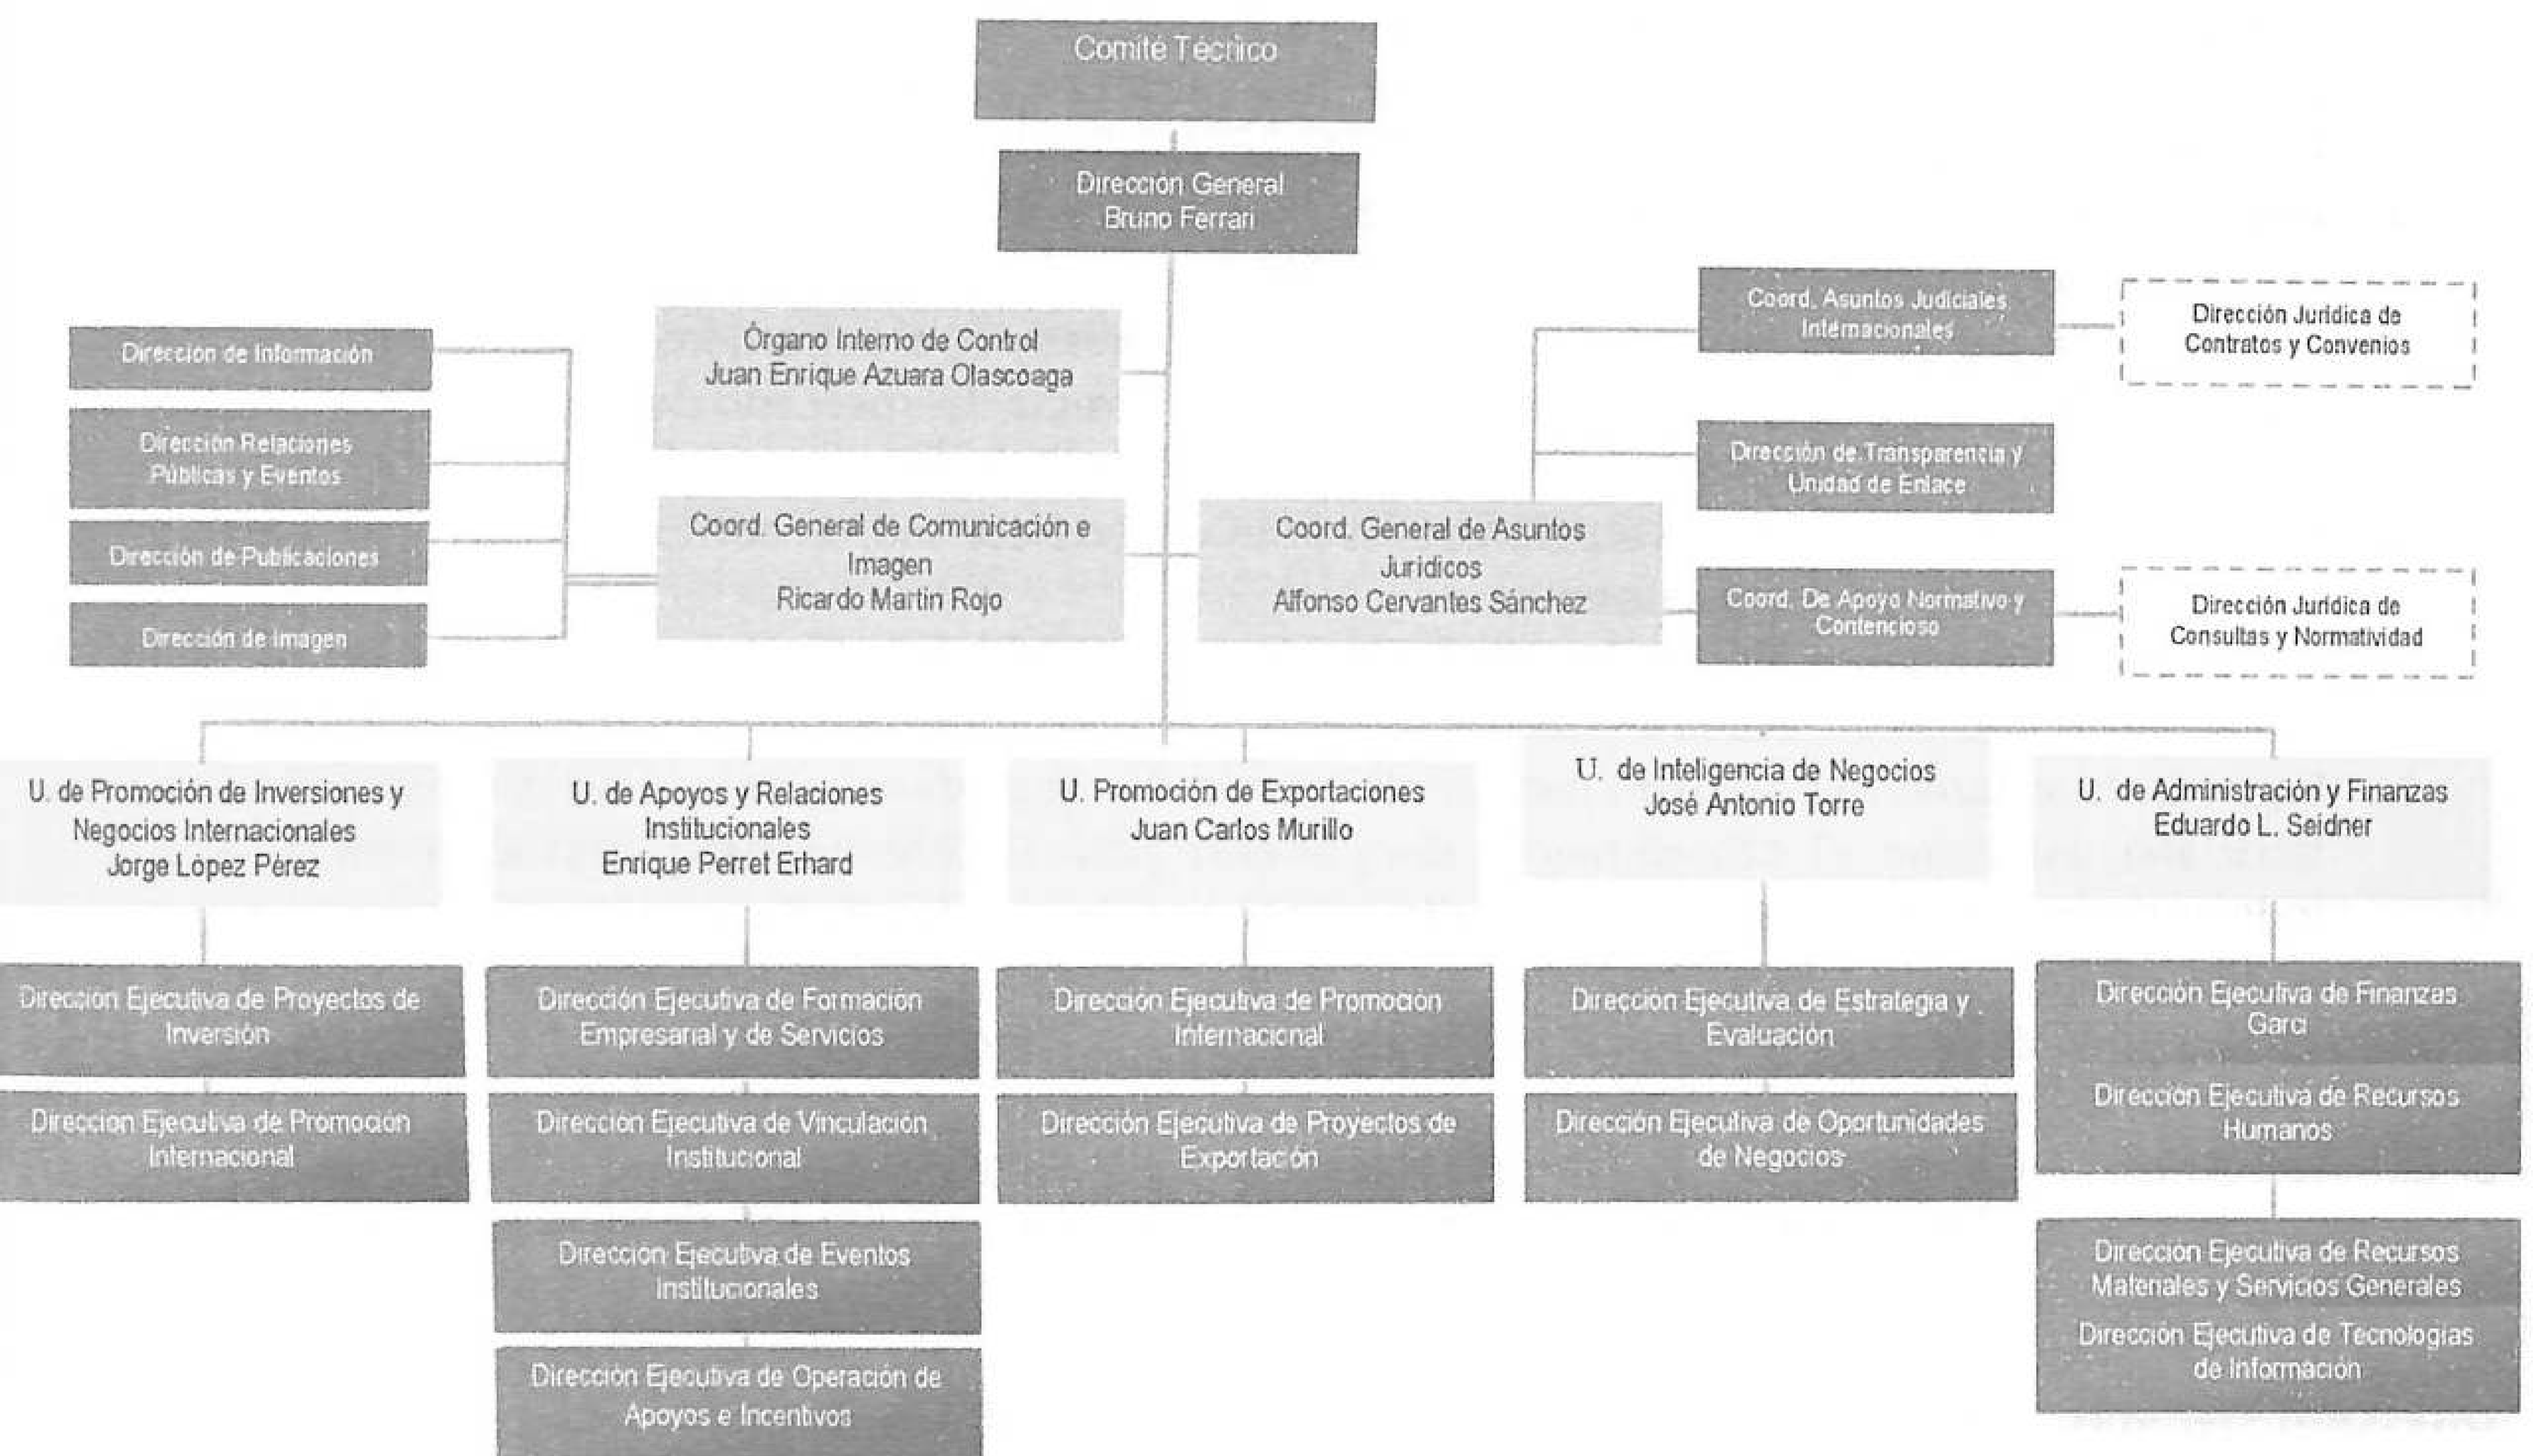 Comité Técnico
Dirección General
Bruno Ferrari
Órgano Interno de Control
Juan Enrique Azuara Olascoaga
Dirección de Información
Dirección Relaciones
Públicas y Eventos
Dirección de Publicaciones
Dirección de Imagen
Coord. General de Comunicación e
Imagen
Ricardo Martin Rojo
Coord. General de Asuntos
Jurídicos
Alfonso Cervantes Sánchez
Coord. Asuntos Judiciales
Internacionales
Dirección Jurídica de
Contratos y Convenios
Dirección de Transparencia y
Unidad de Enlace
Coord. De Apoyo Normativo y
Contencioso
Dirección Jurídica de
Consultas y Normatividad
U. de Promoción de Inversiones y
Negocios Internacionales
Jorge López Pérez
Dirección Ejecutiva de Proyectos de
Inversión
Dirección Ejecutiva de Promoción
Internacional
U. de Apoyos y Relaciones
Institucionales
Enrique Perret Erhard
Dirección Ejecutiva de Formación
Empresarial y de Servicios
Dirección Ejecutiva de Vinculación
Institucional
Dirección Ejecutiva de Eventos
Institucionales
Dirección Ejecutiva de Operación de
Apoyos e Incentivos
U. Promoción de Exportaciones
Juan Carlos Murillo
Dirección Ejecutiva de Promoción
Internacional
Dirección Ejecutiva de Proyectos de
Exportación
U. de Inteligencia de Negocios
José Antonio Torre
Dirección Ejecutiva de Estrategia y
Evaluación
Dirección Ejecutiva de Oportunidades
de Negocios
U. de Administración y Finanzas
Eduardo L. Seidner
Dirección Ejecutiva de Finanzas
Garci
Dirección Ejecutiva de Recursos
Humanos
Dirección Ejecutiva de Recursos
Materiales y Servicios Generales
Dirección Ejecutiva de Tecnologías
de Información